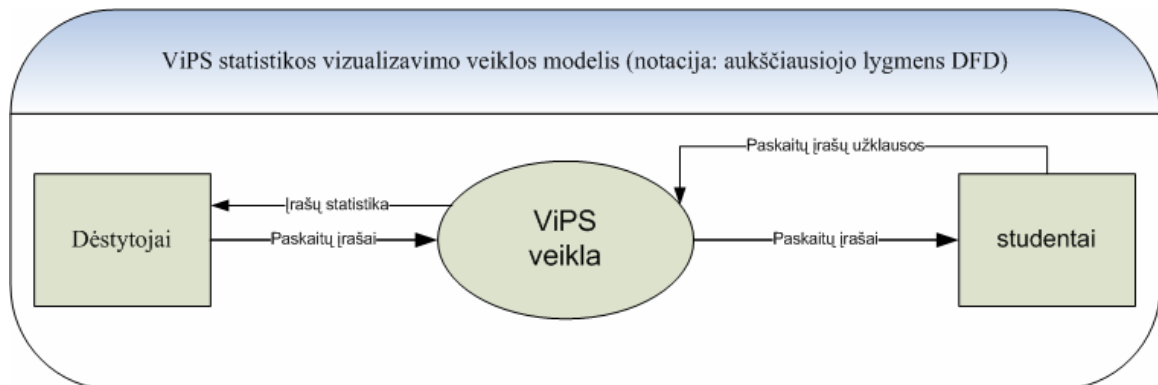 ViPS statistikos vizualizavimo veiklos modelis (notacija: aukščiausiojo lygmens DFD)
Paskaitų įrašų užklausos
Įrašų statistika
Dėstytojai
Paskaitų įrašai
ViPS
veikla
Paskaitų įrašai
studentai